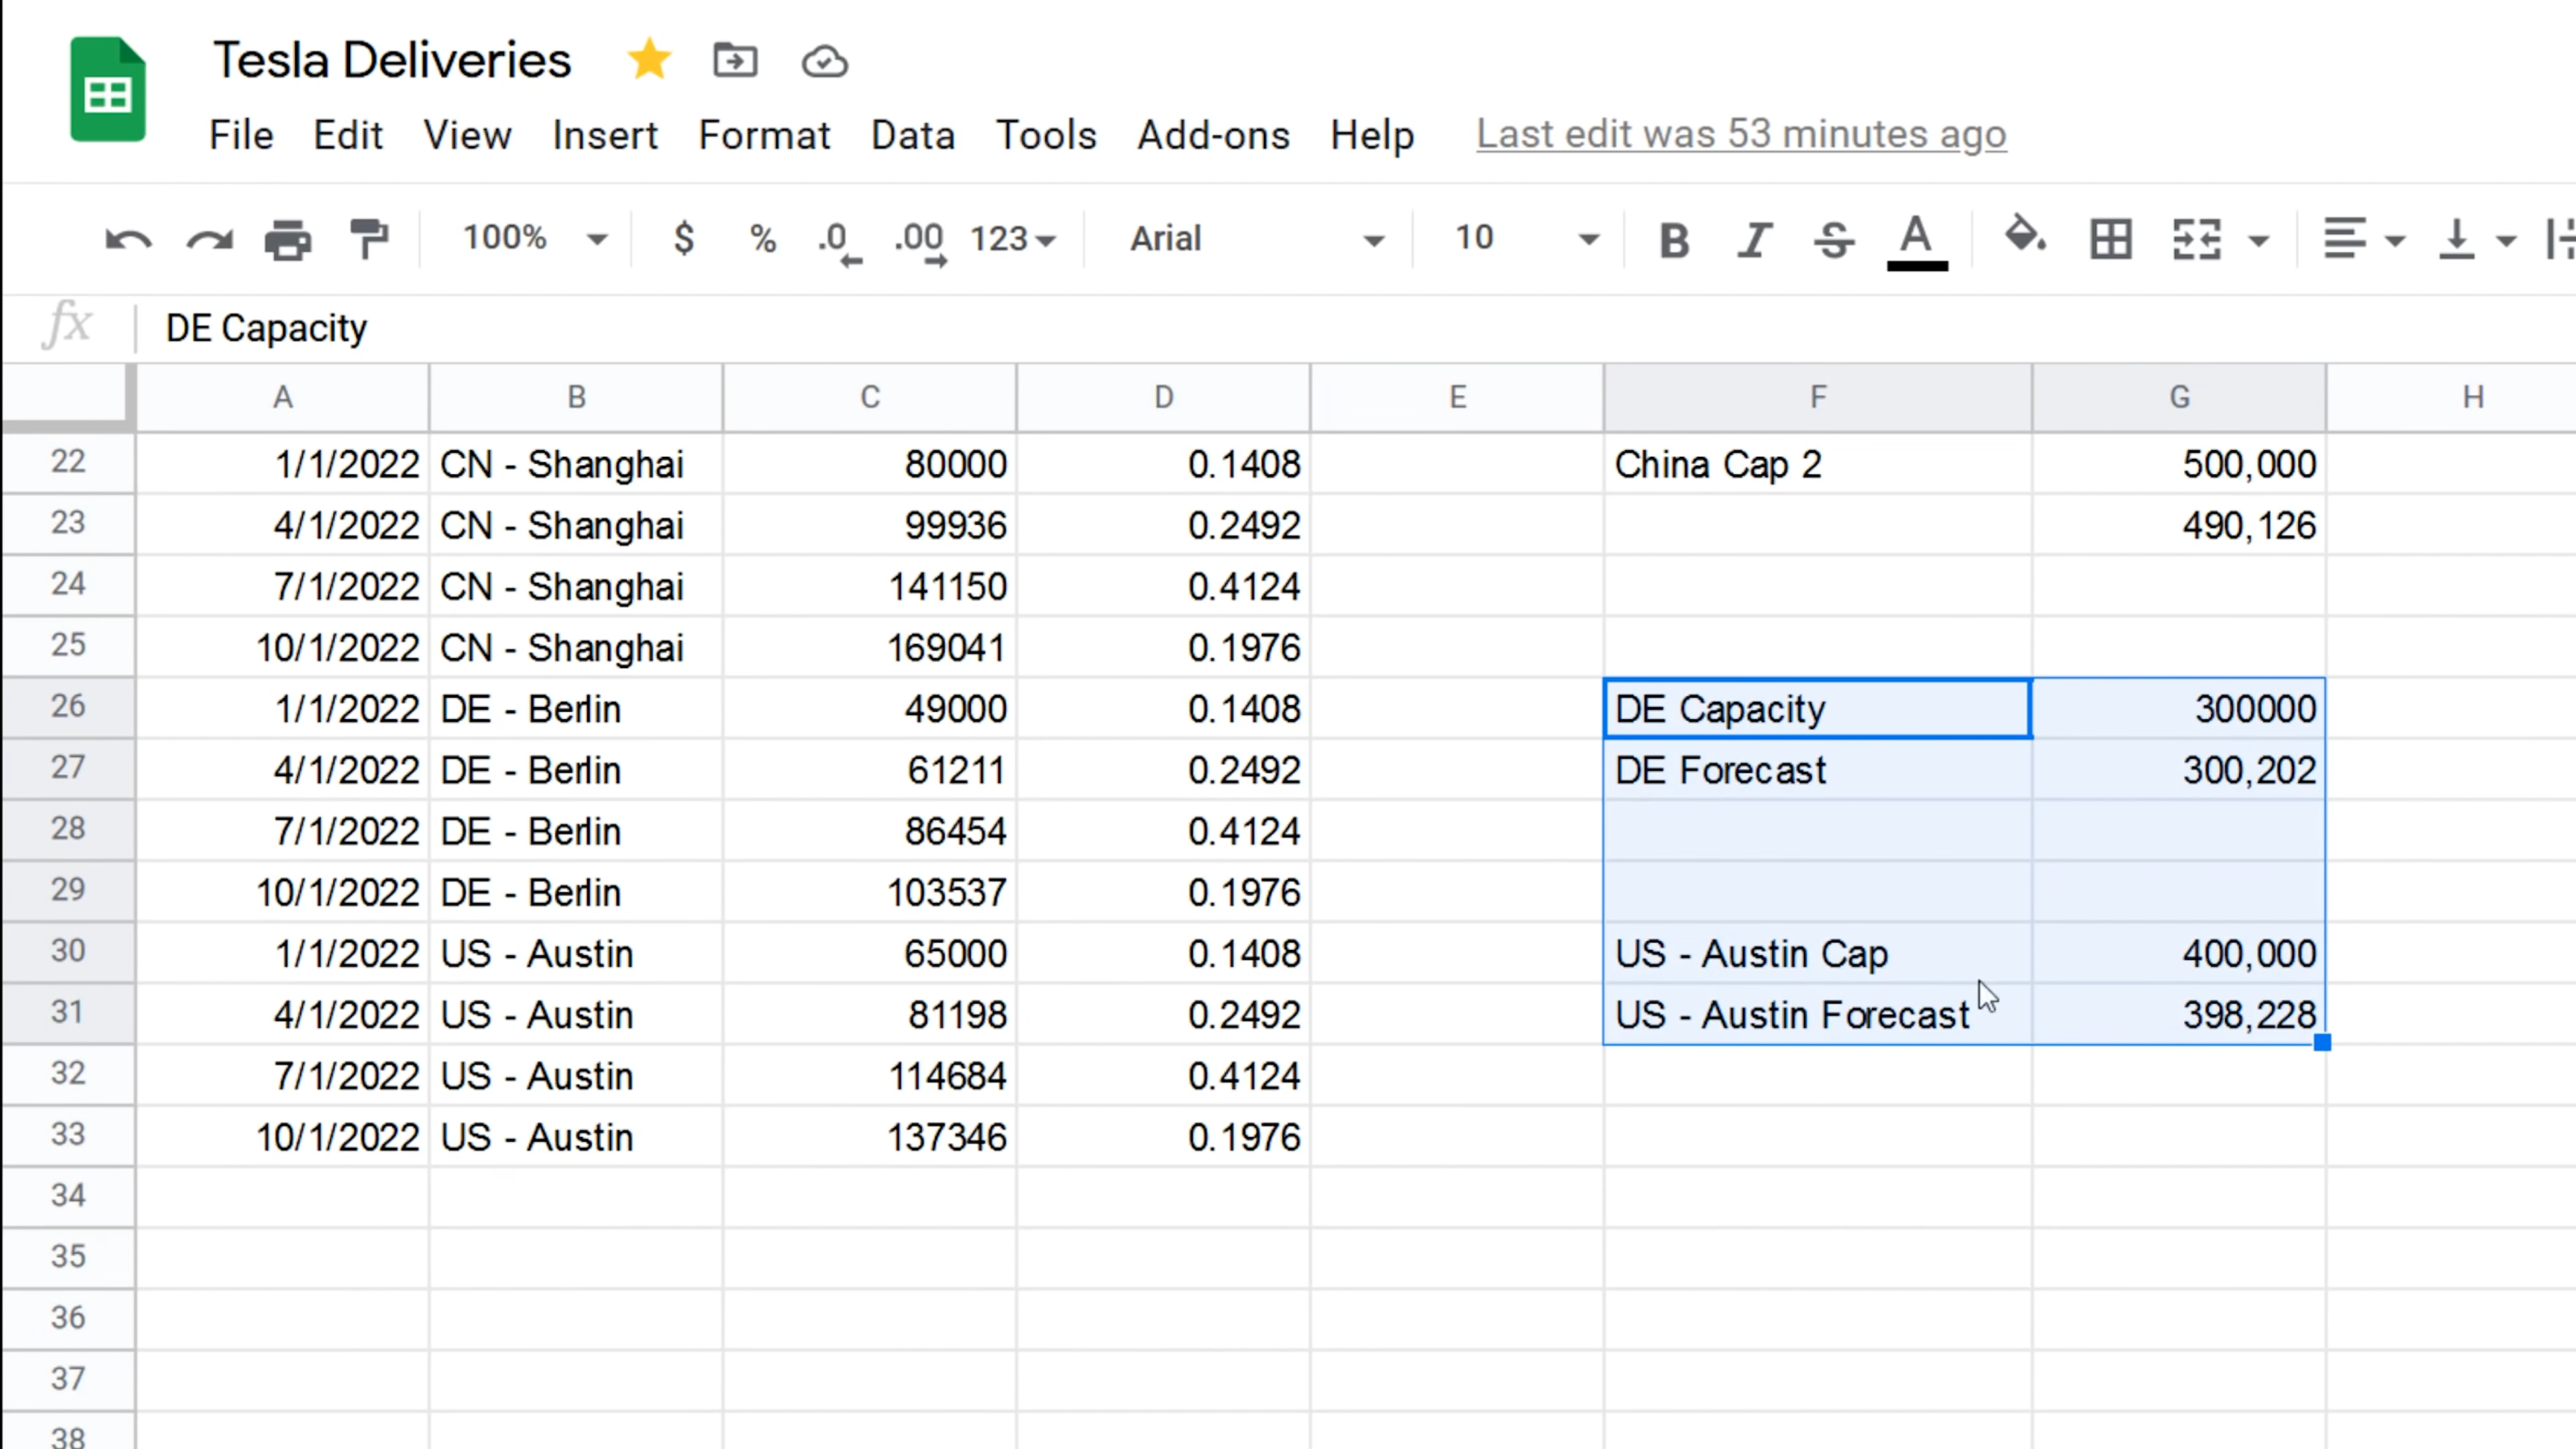 Tesla Deliveries
File Edit View Insert Format Data Tools Add-ons Help Last edit was 53 minutes ago
100% $ % .0 .00 123 Arial 10 B I S A
fx DE Capacity
A B C D E F G H
22 1/1/2022 CN - Shanghai 80000 0.1408 China Cap 2 500,000
23 4/1/2022 CN - Shanghai 99936 0.2492 490,126
24 7/1/2022 CN - Shanghai 141150 0.4124
25 10/1/2022 CN - Shanghai 169041 0.1976
26 1/1/2022 DE - Berlin 49000 0.1408 DE Capacity 300000
27 4/1/2022 DE - Berlin 61211 0.2492 DE Forecast 300,202
28 7/1/2022 DE - Berlin 86454 0.4124
29 10/1/2022 DE - Berlin 103537 0.1976
30 1/1/2022 US - Austin 65000 0.1408 US - Austin Cap 400,000
31 4/1/2022 US - Austin 81198 0.2492 US - Austin Forecast 398,228
32 7/1/2022 US - Austin 114684 0.4124
33 10/1/2022 US - Austin 137346 0.1976
34
35
36
37
38